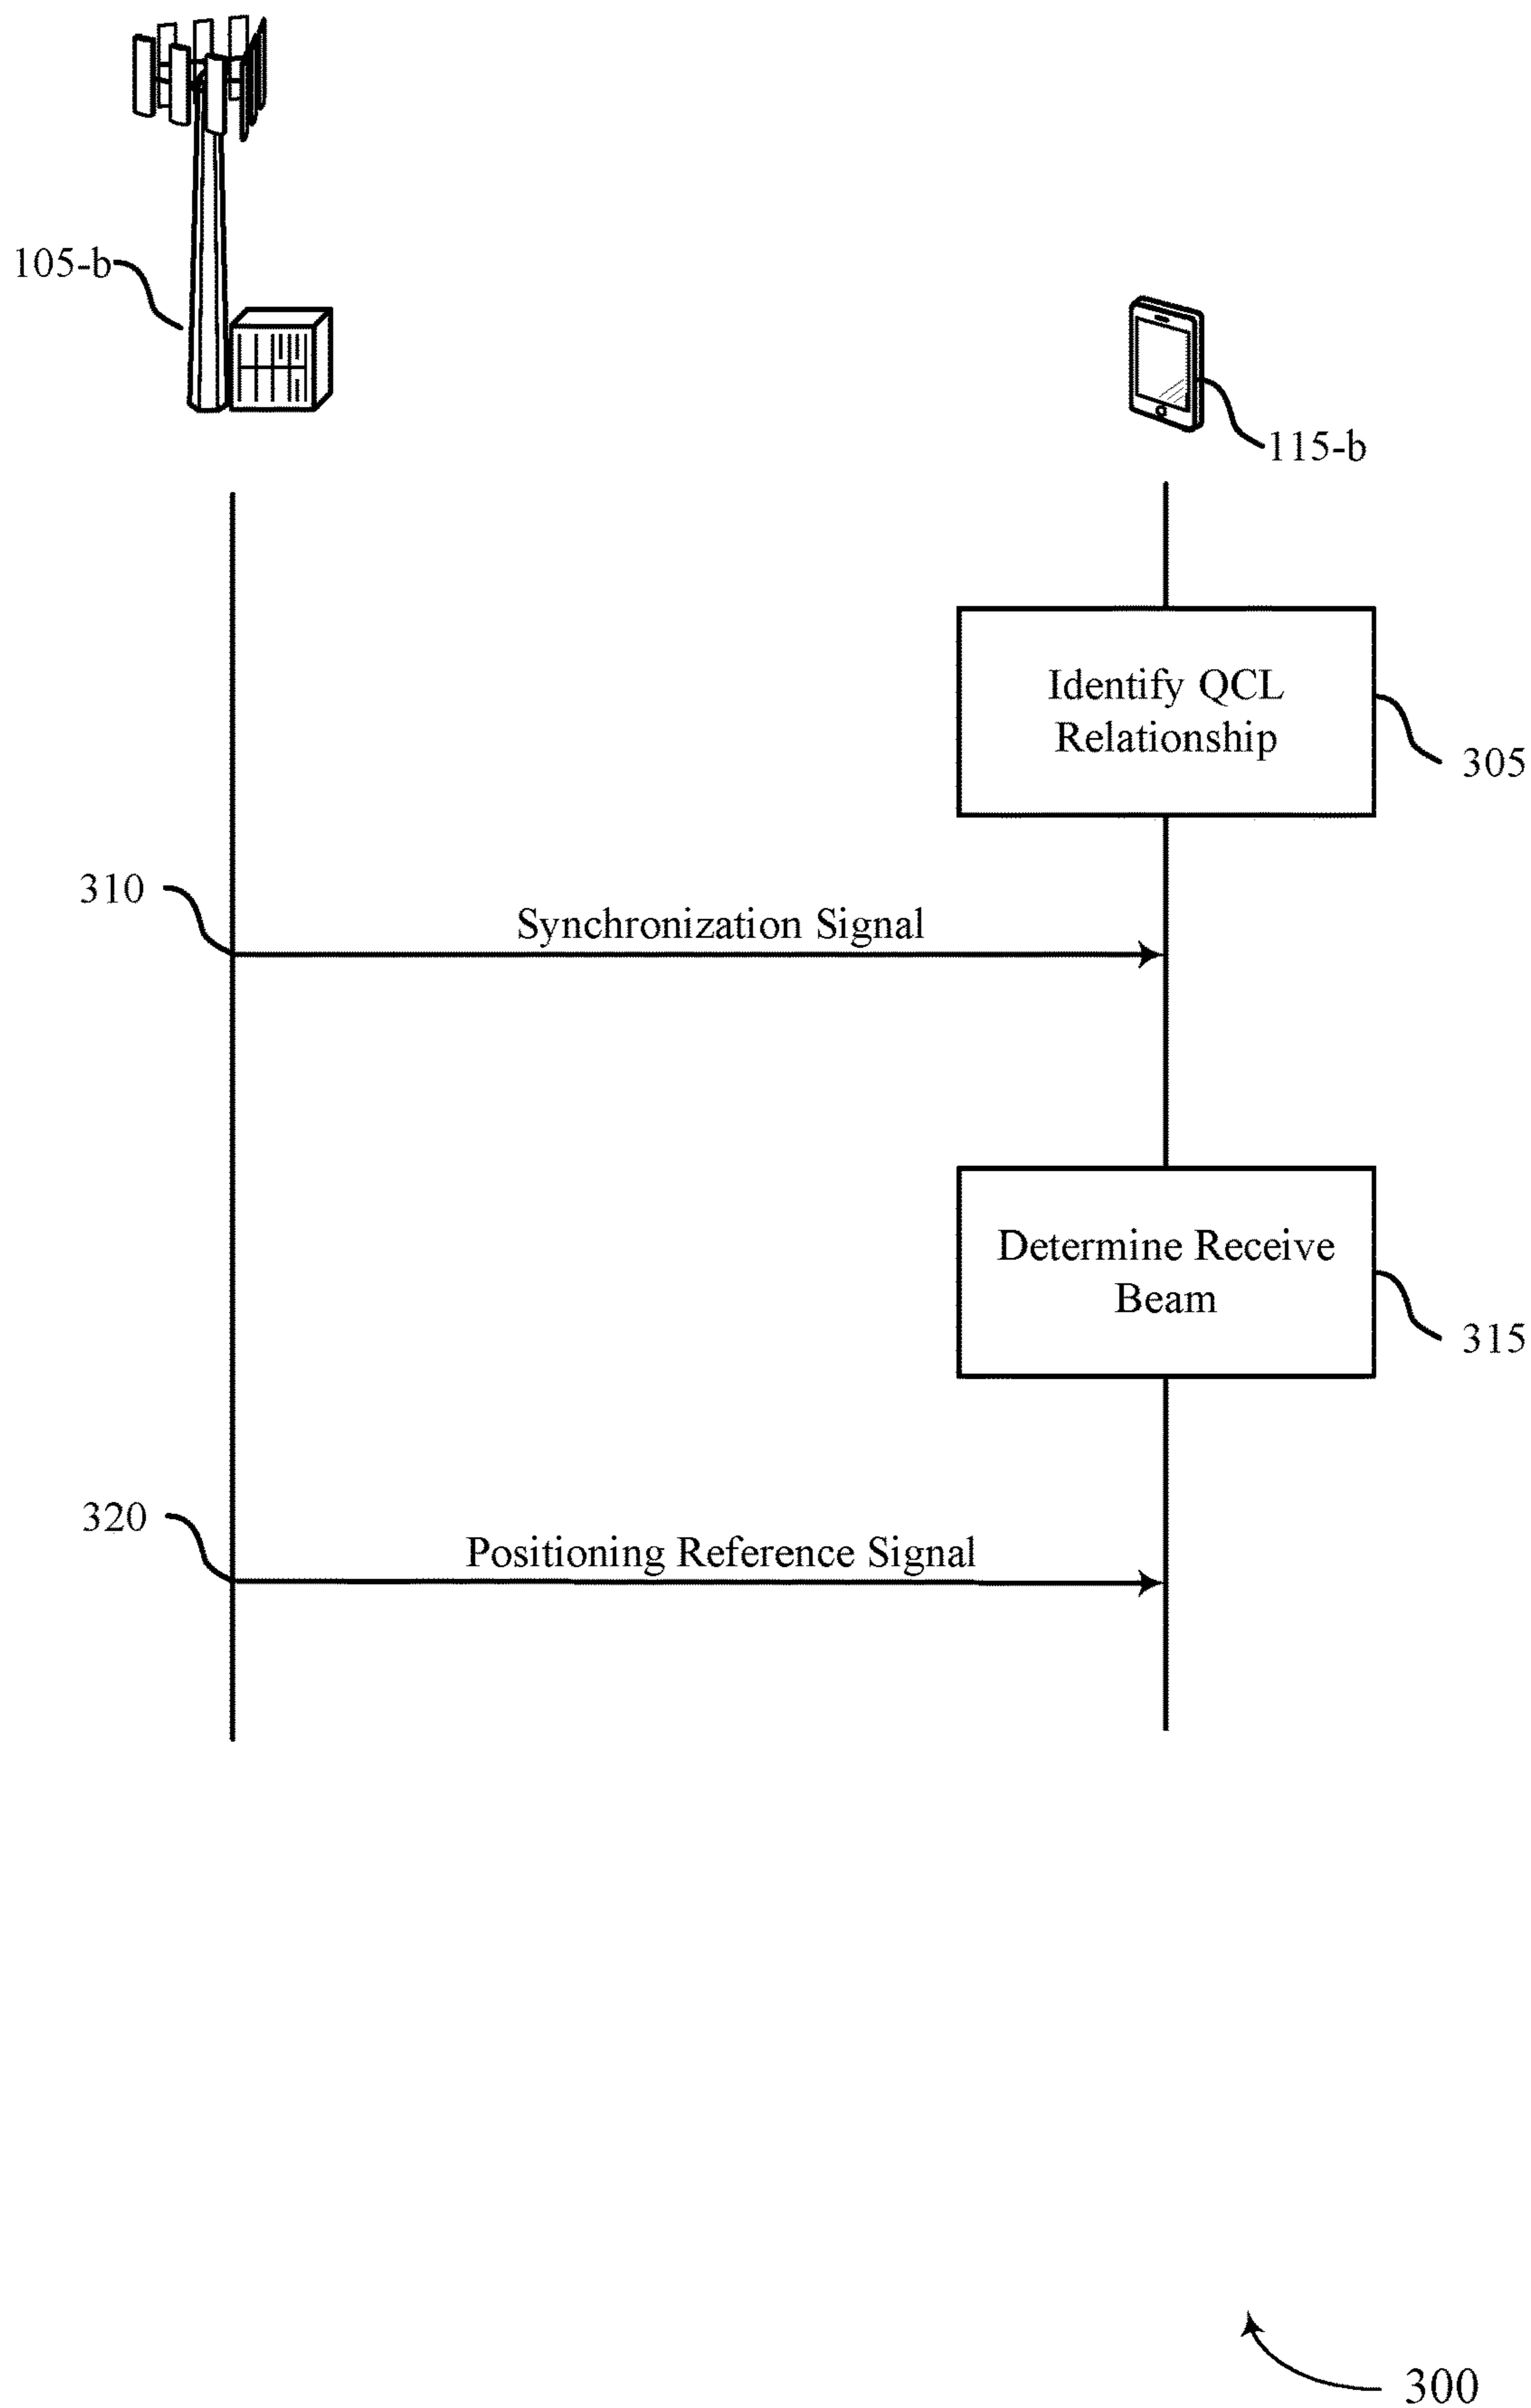 105-b
115-b
Identify QCL
Relationship
305
310
Synchronization Signal
Determine Receive
Beam
315
320
Positioning Reference Signal
300